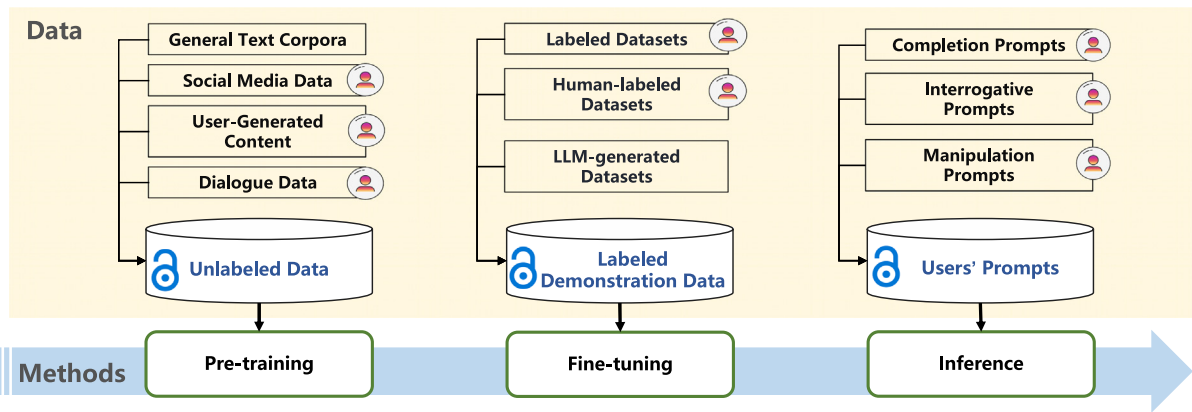 Data
General Text Corpora
Social Media Data
User-Generated
Content
Dialogue Data
Unlabeled Data
Labeled Datasets
Human-labeled
Datasets
LLM-generated
Datasets
Labeled
Demonstration Data
Completion Prompts
Interrogative
Prompts
Manipulation
Prompts
Users' Prompts
Methods
Pre-training
Fine-tuning
Inference